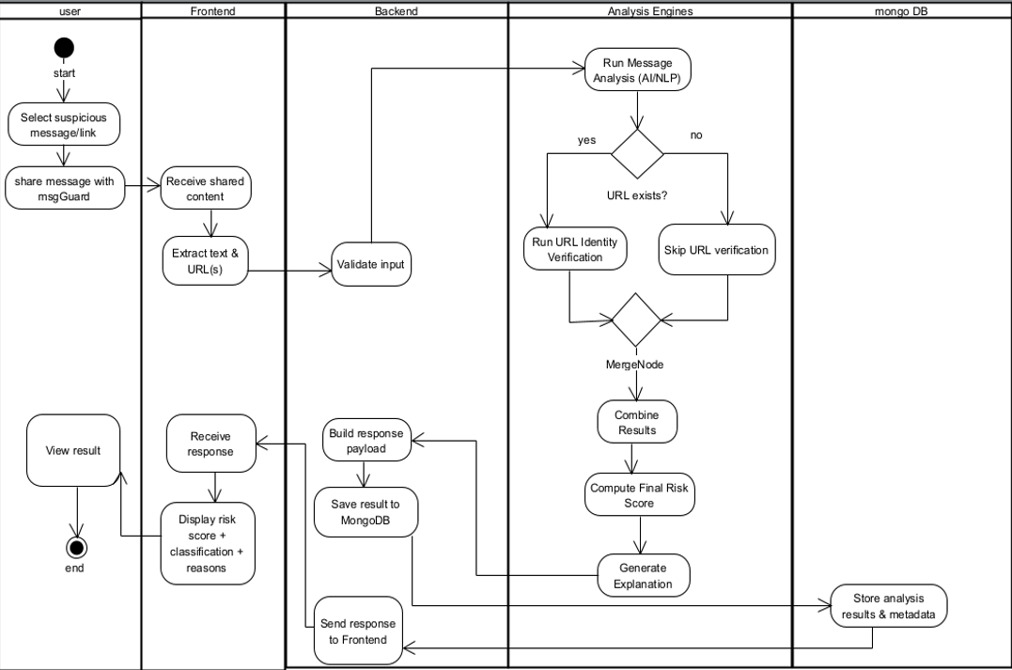 user
Frontend
Backend
Analysis Engines
mongo DB
start
Select suspicious
message/link
share message with
msgGuard
Receive shared
content
Extract text &
URL(s)
Validate input
Run Message
Analysis (AI/NLP)
yes
no
URL exists?
Run URL Identity
Verification
Skip URL verification
MergeNode
Combine
Results
Compute Final Risk
Score
Generate
Explanation
Build response
payload
Save result to
MongoDB
Store analysis
results & metadata
Send response
to Frontend
Receive
response
Display risk
score +
classification +
reasons
View result
end